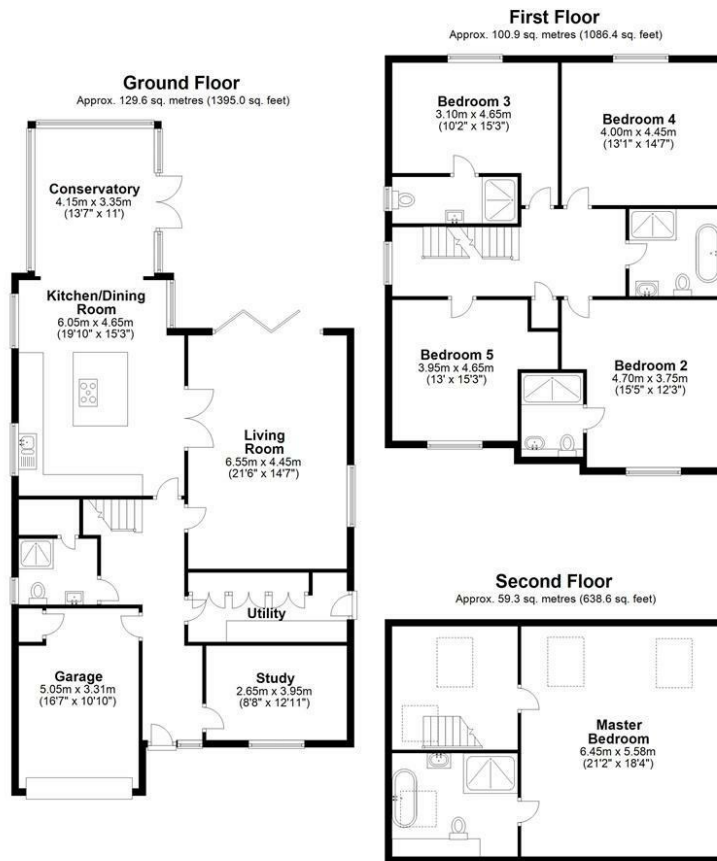 Ground Floor
Approx. 129.6 sq. metres (1395.0 sq. feet)
Conservatory
4.15m x 3.35m
(13'7" x 11')
Kitchen/Dining
Room
6.05m x 4.65m
(19'10" x 15'3")
Living
Room
6.55m x 4.45m
(21'6" x 14'7")
Utility
Garage
5.05m x 3.31m
(16'7" x 10'10")
Study
2.65m x 3.95m
(8'8" x 12'11")
First Floor
Approx. 100.9 sq. metres (1086.4 sq. feet)
Bedroom 3
3.10m x 4.65m
(10'2" x 15'3")
Bedroom 4
4.00m x 4.45m
(13'1" x 14'7")
Bedroom 5
3.95m x 4.65m
(13' x 15'3")
Bedroom 2
4.70m x 3.75m
(15'5" x 12'3")
Second Floor
Approx. 59.3 sq. metres (638.6 sq. feet)
Master
Bedroom
6.45m x 5.58m
(21'2" x 18'4")